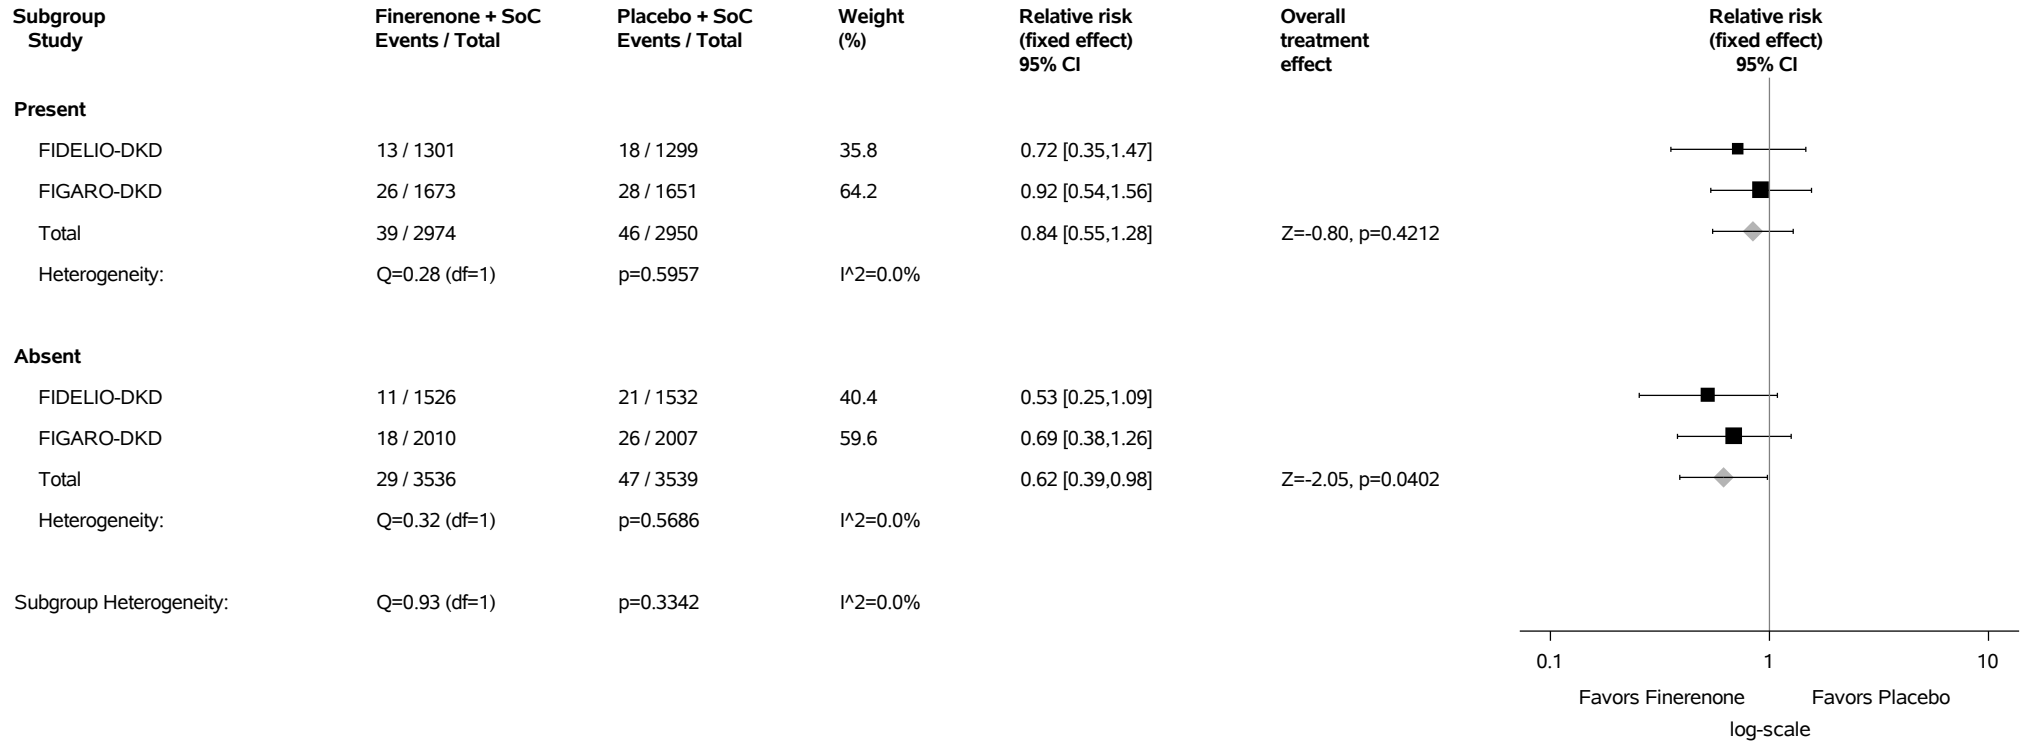 Subgroup Finerenone + SoC Placebo + SoC Weight Relative risk Overall Relative risk
Study Events / Total Events / Total (%) (fixed effect) treatment (fixed effect)
95% CI effect 95% CI
Present
FIDELIO-DKD 13 / 1301 18 / 1299 35.8 0.72 [0.35,1.47]
FIGARO-DKD 26 / 1673 28 / 1651 64.2 0.92 [0.54,1.56]
Total 39 / 2974 46 / 2950 0.84 [0.55,1.28] Z=-0.80, p=0.4212
Heterogeneity: Q=0.28 (df=1) p=0.5957 I^2=0.0%
Absent
FIDELIO-DKD 11 / 1526 21 / 1532 40.4 0.53 [0.25,1.09]
FIGARO-DKD 18 / 2010 26 / 2007 59.6 0.69 [0.38,1.26]
Total 29 / 3536 47 / 3539 0.62 [0.39,0.98] Z=-2.05, p=0.0402
Heterogeneity: Q=0.32 (df=1) p=0.5686 I^2=0.0%
Subgroup Heterogeneity: Q=0.93 (df=1) p=0.3342 I^2=0.0%
0.1 1 10
Favors Finerenone Favors Placebo
log-scale